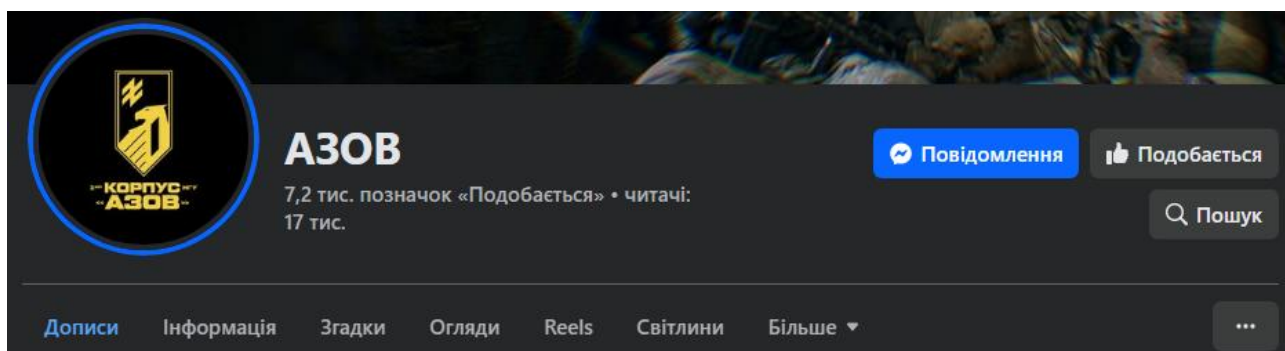 КОРПУС
АЗОВ
АЗОВ
7,2 тис. позначок «Подобається» • читачі:
17 тис.
Повідомлення
Подобається
Пошук
Дописи Інформація Згадки Огляди Reels Світлини Більше